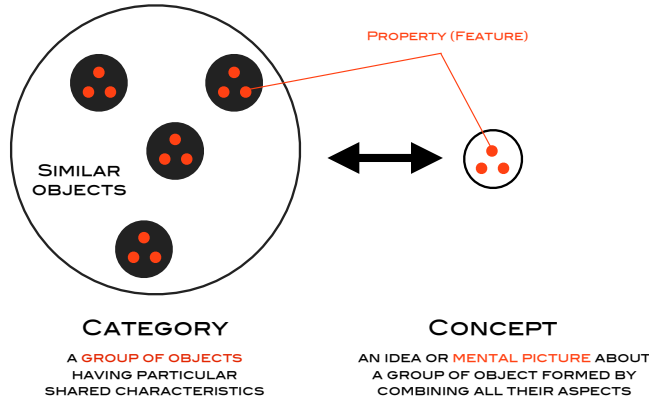 Property (Feature)
Similar
objects
Category
a group of objects
having particular
shared characteristics
Concept
an idea or mental picture about
a group of object formed by
combining all their aspects